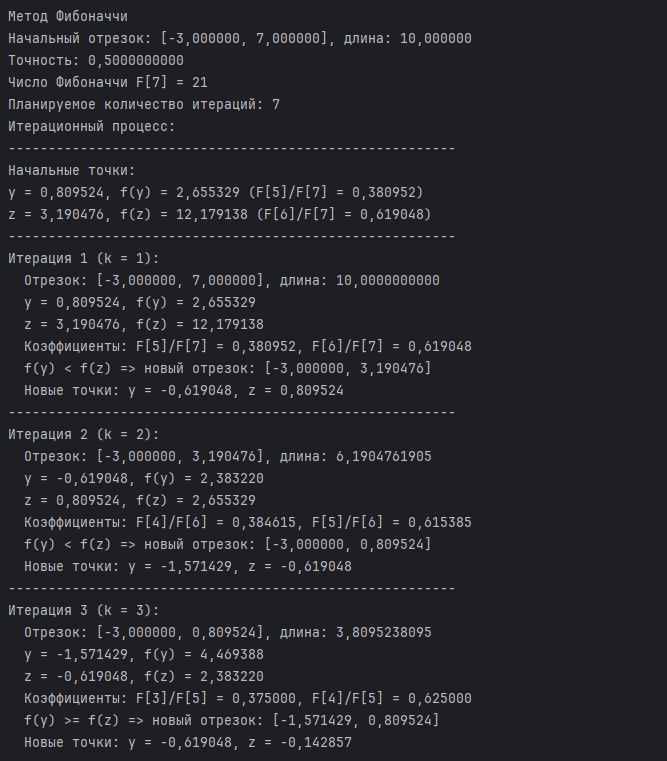 Метод Фибоначчи
Начальный отрезок: [-3,000000, 7,000000], длина: 10,000000
Точность: 0,5000000000
Число Фибоначчи F[7] = 21
Планируемое количество итераций: 7
Итерационный процесс:
--------------------------------------------------------
Начальные точки:
y = 0,809524, f(y) = 2,655329 (F[5]/F[7] = 0,380952)
z = 3,190476, f(z) = 12,179138 (F[6]/F[7] = 0,619048)
--------------------------------------------------------
Итерация 1 (k = 1):
  Отрезок: [-3,000000, 7,000000], длина: 10,0000000000
  y = 0,809524, f(y) = 2,655329
  z = 3,190476, f(z) = 12,179138
  Коэффициенты: F[5]/F[7] = 0,380952, F[6]/F[7] = 0,619048
  f(y) < f(z) => новый отрезок: [-3,000000, 3,190476]
  Новые точки: y = -0,619048, z = 0,809524
--------------------------------------------------------
Итерация 2 (k = 2):
  Отрезок: [-3,000000, 3,190476], длина: 6,1904761905
  y = -0,619048, f(y) = 2,383220
  z = 0,809524, f(z) = 2,655329
  Коэффициенты: F[4]/F[6] = 0,384615, F[5]/F[6] = 0,615385
  f(y) < f(z) => новый отрезок: [-3,000000, 0,809524]
  Новые точки: y = -1,571429, z = -0,619048
--------------------------------------------------------
Итерация 3 (k = 3):
  Отрезок: [-3,000000, 0,809524], длина: 3,8095238095
  y = -1,571429, f(y) = 4,469388
  z = -0,619048, f(z) = 2,383220
  Коэффициенты: F[3]/F[5] = 0,375000, F[4]/F[5] = 0,625000
  f(y) >= f(z) => новый отрезок: [-1,571429, 0,809524]
  Новые точки: y = -0,619048, z = -0,142857